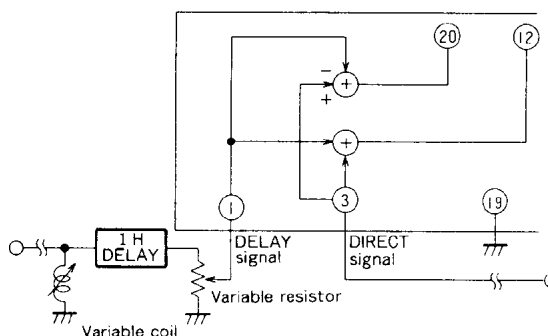 20
12
−
+
+
+
1
3
19
1 H
DELAY
DELAY
signal
DIRECT
signal
Variable resistor
Variable coil